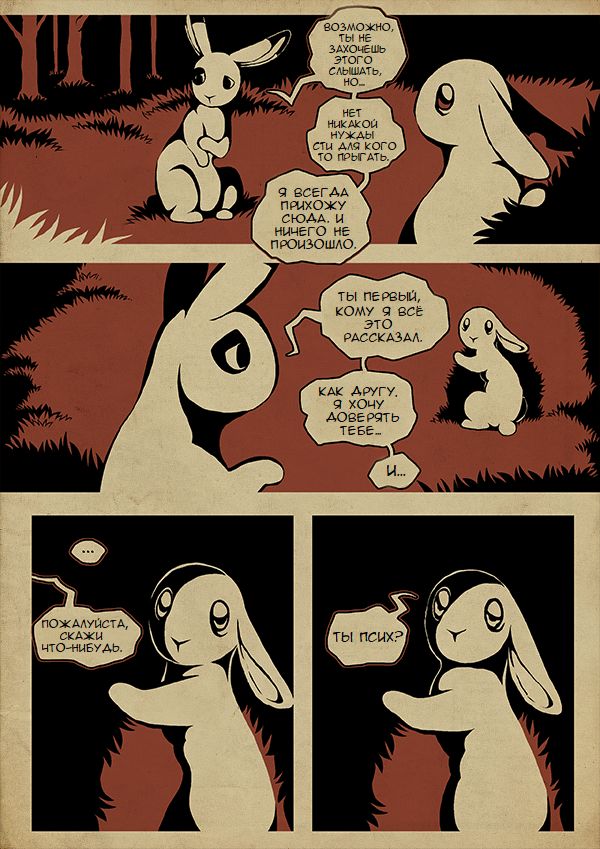 ВОЗМОЖНО,
ТЫ НЕ
ЗАХОЧЕШЬ
ЭТОГО
СЛЫШАТЬ,
НО...
НЕТ
НИКАКОЙ
НУЖДЫ
СТИ ДЛЯ КОГО
ТО ПРЫГАТЬ.
Я ВСЕГДА
ПРИХОЖУ
СЮДА. И
НИЧЕГО НЕ
ПРОИЗОШЛО.
ТЫ ПЕРВЫЙ,
КОМУ Я ВСЁ
ЭТО
РАССКАЗАЛ.
КАК ДРУГУ.
Я ХОЧУ
ДОВЕРЯТЬ
ТЕБЕ...
И...
...
ПОЖАЛУЙСТА,
СКАЖИ
ЧТО-НИБУДЬ.
ТЫ ПСИХ?